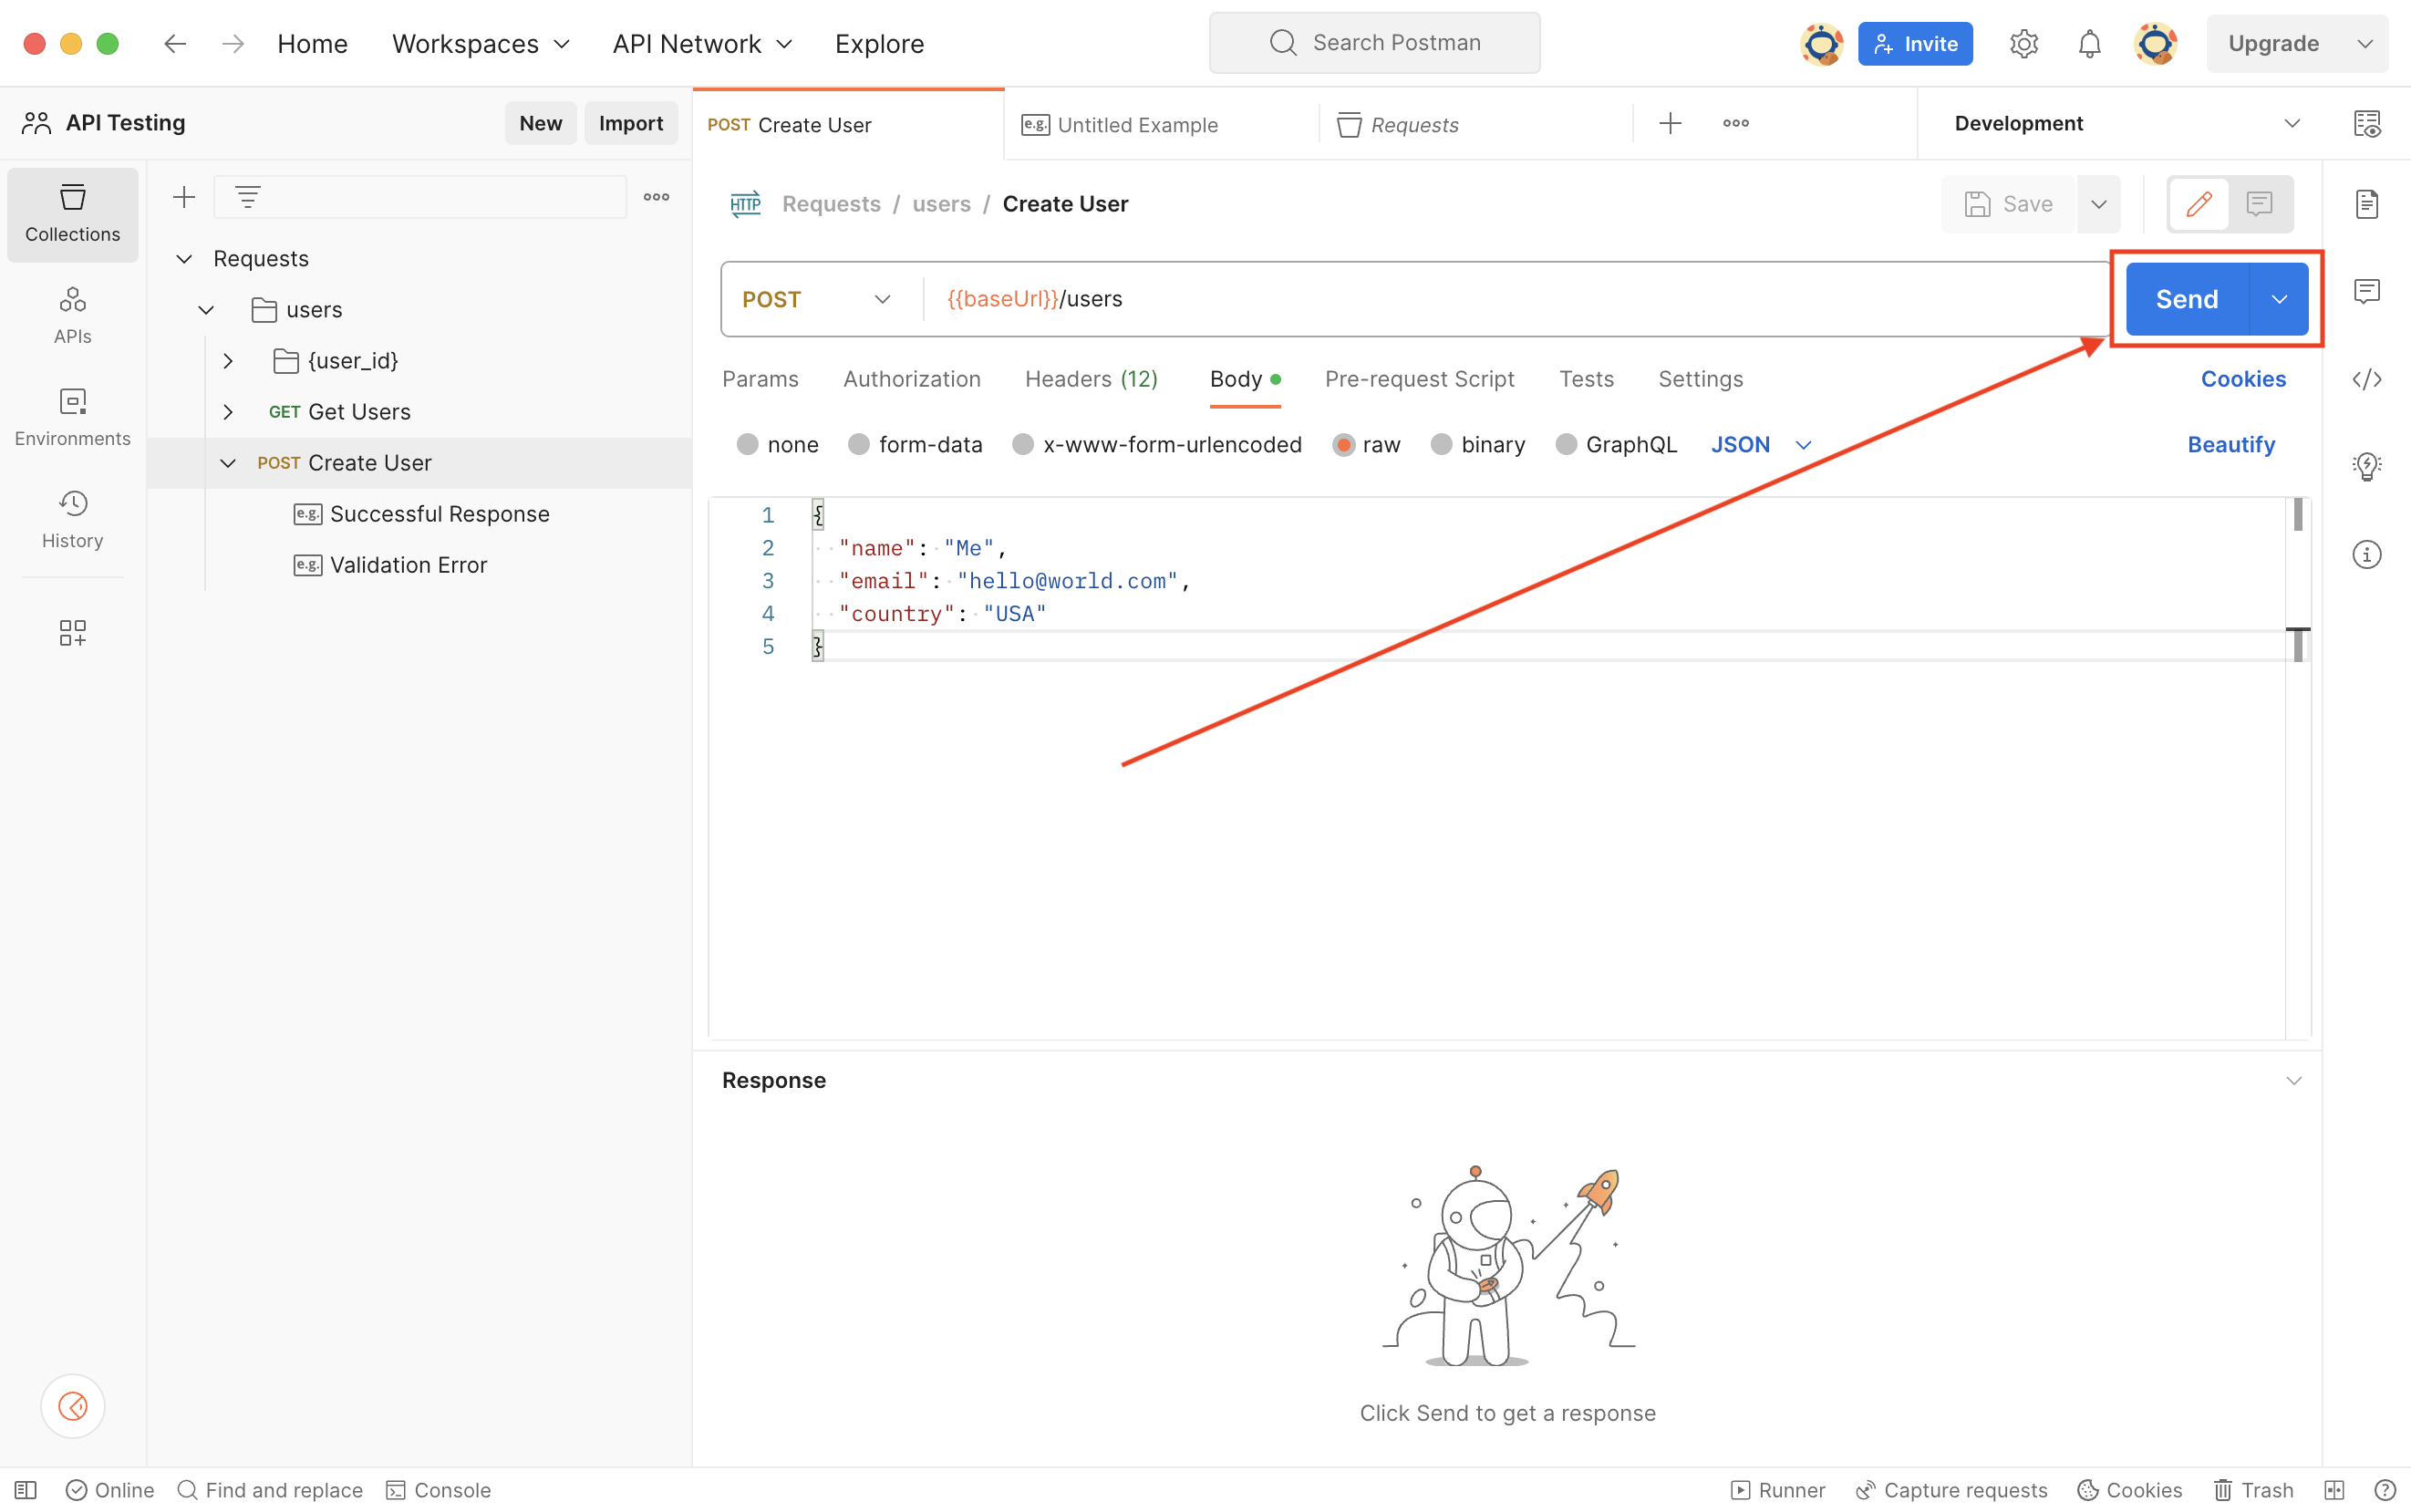 Home Workspaces API Network Explore Search Postman Invite Upgrade
API Testing New Import POST Create User e.g. Untitled Example Requests Development
Collections
APIs
Environments
History
Requests
users
{user_id}
GET Get Users
POST Create User
e.g. Successful Response
e.g. Validation Error
HTTP Requests / users / Create User Save
POST {{baseUrl}}/users Send
Params Authorization Headers (12) Body Pre-request Script Tests Settings Cookies
none form-data x-www-form-urlencoded raw binary GraphQL JSON Beautify
1 {
2 "name": "Me",
3 "email": "hello@world.com",
4 "country": "USA"
5 }
Response
Click Send to get a response
Online Find and replace Console Runner Capture requests Cookies Trash